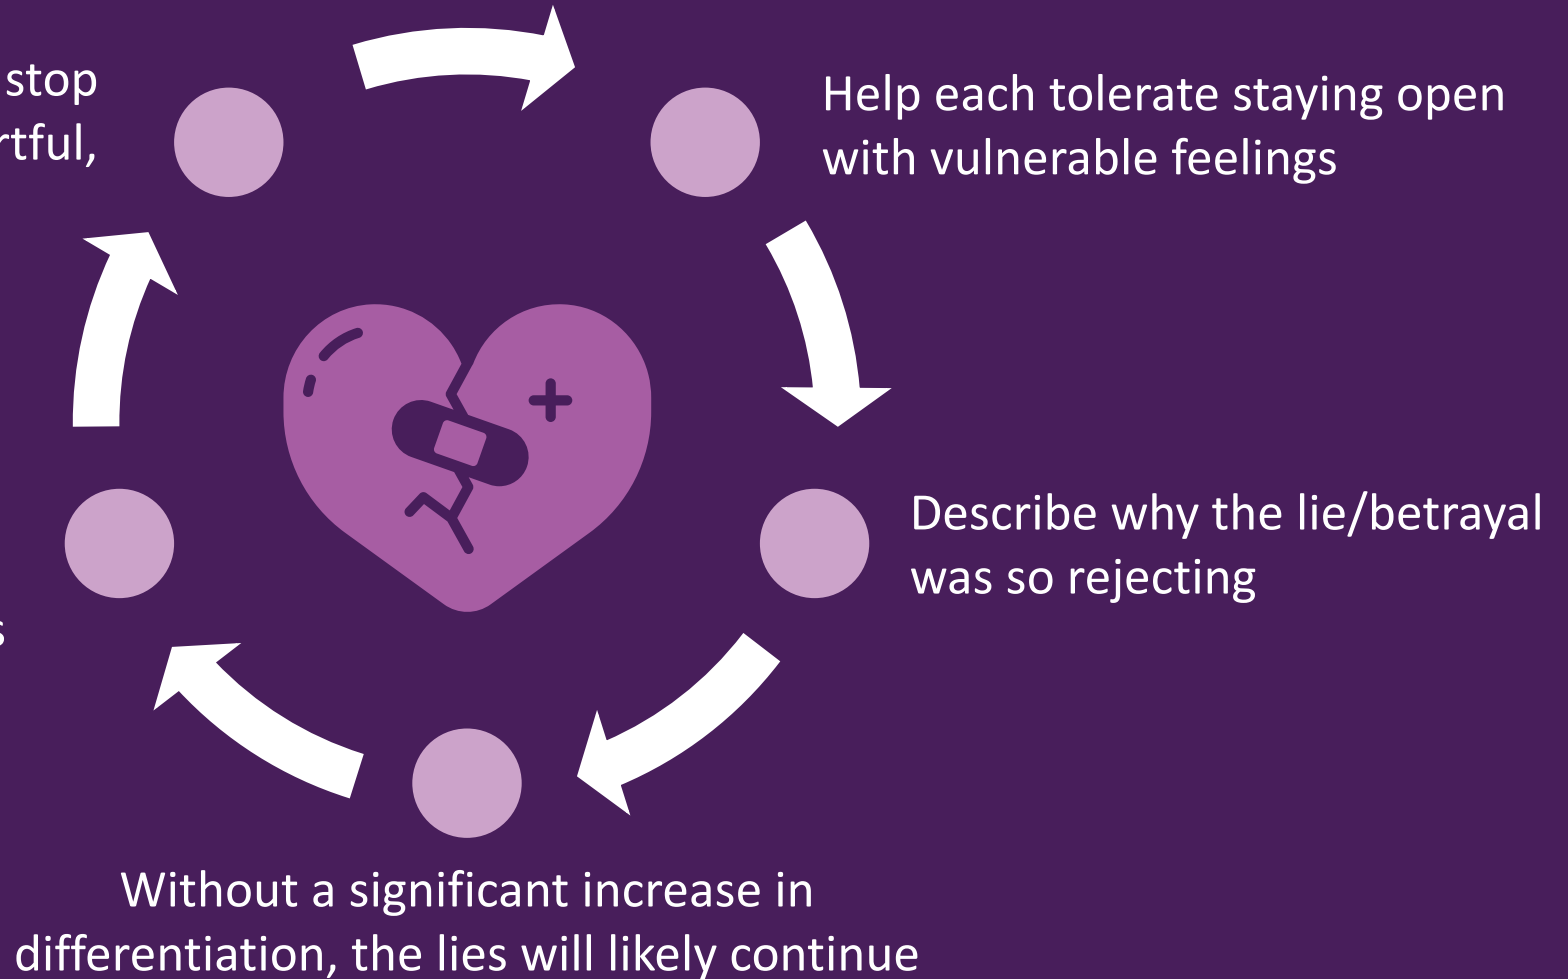 stop
Help each tolerate staying open
with vulnerable feelings
Describe why the lie/betrayal
was so rejecting
Without a significant increase in
differentiation, the lies will likely continue